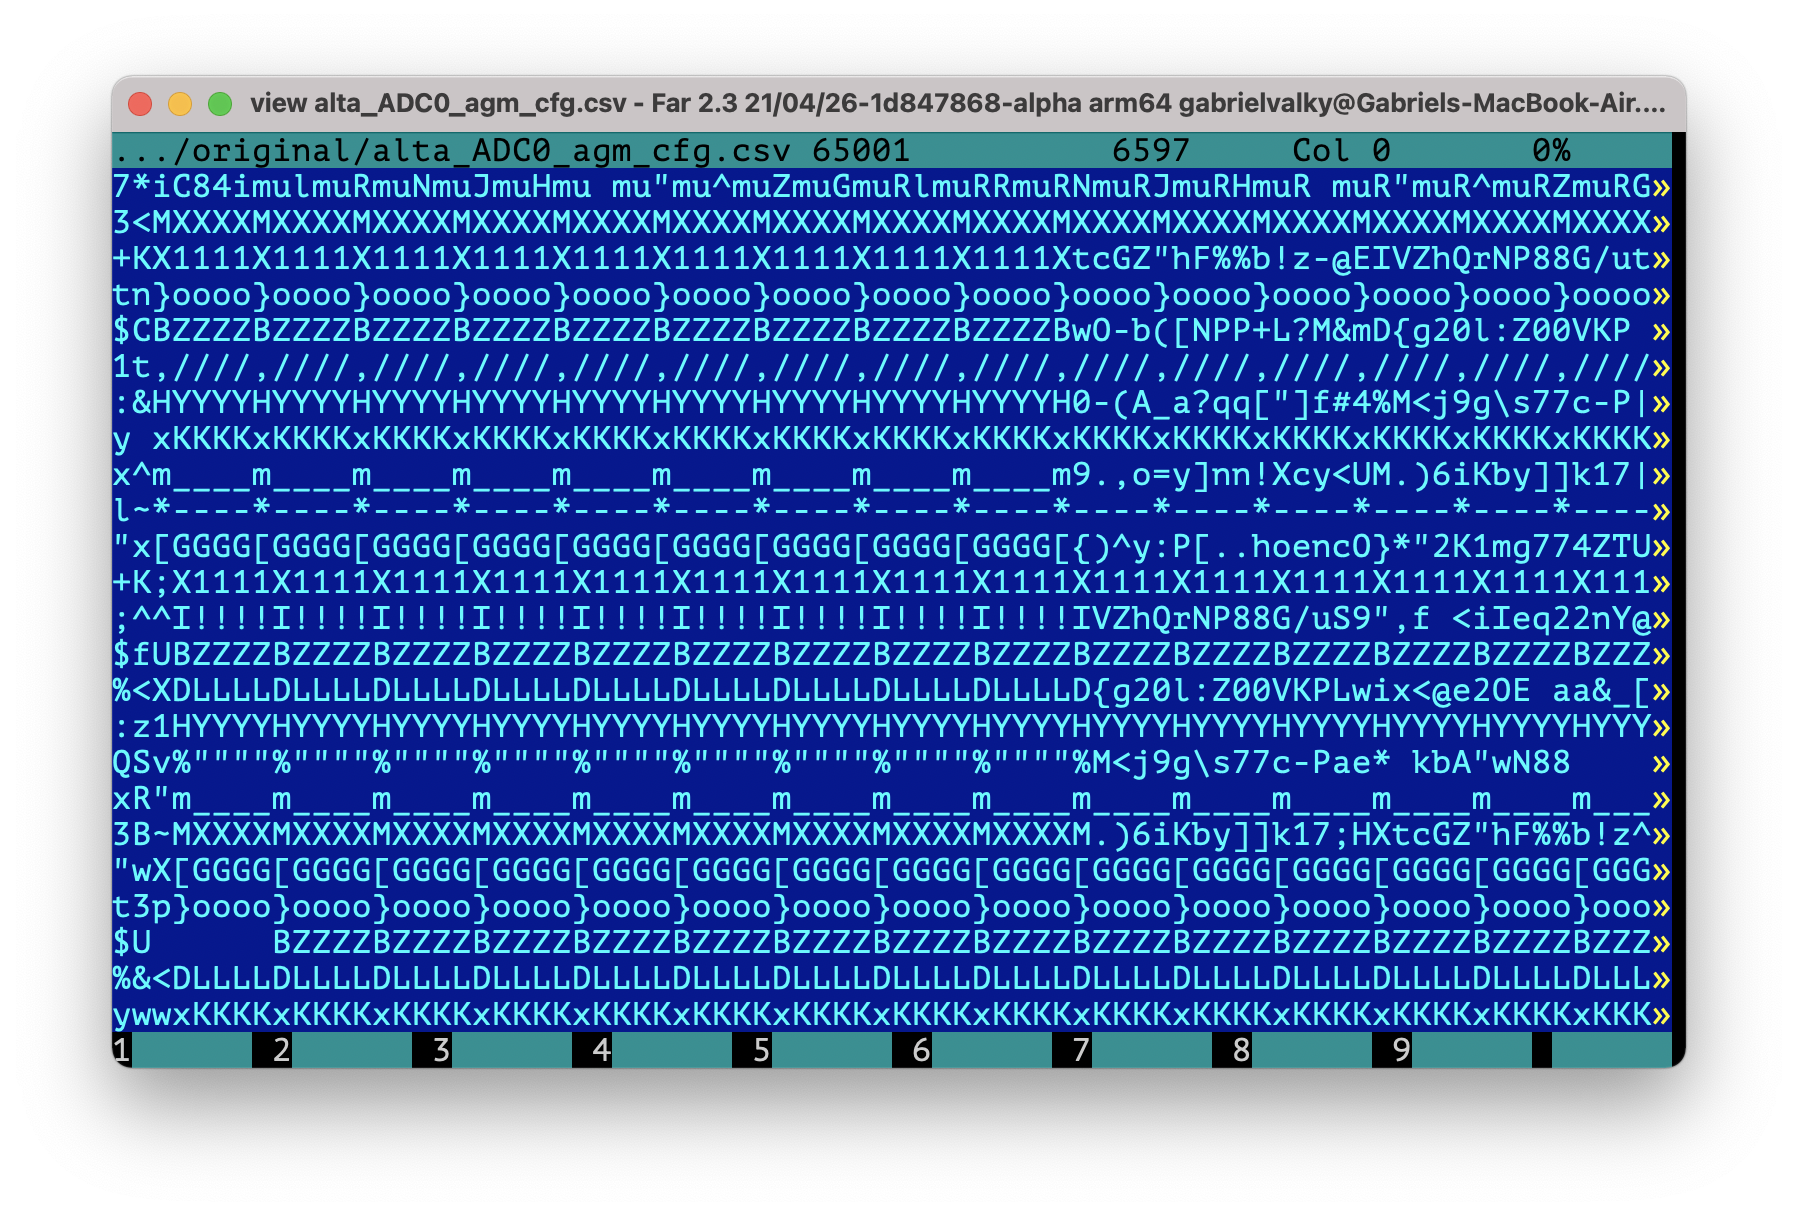 view alta_ADC0_agm_cfg.csv - Far 2.3 21/04/26-1d847868-alpha arm64 gabrielvalky@Gabriels-MacBook-Air....
.../original/alta_ADC0_agm_cfg.csv 65001 6597 Col 0 0%
7*iC84imulmuRmuNmuJmuHmu mu"mu^muZmuGmuRlmuRRmuRNmuRJmuRHmuR muR"muR^muRZmuRG»
3<MXXXXMXXXXMXXXXMXXXXMXXXXMXXXXMXXXXMXXXXMXXXXMXXXXMXXXXMXXXXMXXXXMXXXXMXXXX»
+KX1111X1111X1111X1111X1111X1111X1111X1111X1111XtcGZ"hF%%b!z-@EIVZhQrNP88G/ut»
tn}oooo}oooo}oooo}oooo}oooo}oooo}oooo}oooo}oooo}oooo}oooo}oooo}oooo}oooo}oooo»
$CBZZZZBZZZZBZZZZBZZZZBZZZZBZZZZBZZZZBZZZZBZZZZBwO-b([NPP+L?M&mD{g20l:Z00VKP »
1t,////,////,////,////,////,////,////,////,////,////,////,////,////,////,////»
:&HYYYYHYYYYHYYYYHYYYYHYYYYHYYYYHYYYYHYYYYHYYYYH0-(A_a?qq["]f#4%M<j9g\s77c-P|»
y xKKKKxKKKKxKKKKxKKKKxKKKKxKKKKxKKKKxKKKKxKKKKxKKKKxKKKKxKKKKxKKKKxKKKKxKKKK»
x^m____m____m____m____m____m____m____m____m____m9.,o=y]nn!Xcy<UM.)6iKby]]k17|»
l~*----*----*----*----*----*----*----*----*----*----*----*----*----*----*----»
"x[GGGG[GGGG[GGGG[GGGG[GGGG[GGGG[GGGG[GGGG[GGGG[{)^y:P[..hoencO}*"2K1mg774ZTU»
+K;X1111X1111X1111X1111X1111X1111X1111X1111X1111X1111X1111X1111X1111X1111X111»
;^^I!!!!I!!!!I!!!!I!!!!I!!!!I!!!!I!!!!I!!!!I!!!!IVZhQrNP88G/uS9",f <iIeq22nY@»
$fUBZZZZBZZZZBZZZZBZZZZBZZZZBZZZZBZZZZBZZZZBZZZZBZZZZBZZZZBZZZZBZZZZBZZZZBZZZ»
%<XDLLLLDLLLLDLLLLDLLLLDLLLLDLLLLDLLLLDLLLLDLLLLD{g20l:Z00VKPLwix<@e2OE aa&_[»
:z1HYYYYHYYYYHYYYYHYYYYHYYYYHYYYYHYYYYHYYYYHYYYYHYYYYHYYYYHYYYYHYYYYHYYYYHYYY»
QSv%""""%""""%""""%""""%""""%""""%""""%""""%""""%M<j9g\s77c-Pae* kbA"wN88 »
xR"m____m____m____m____m____m____m____m____m____m____m____m____m____m____m___»
3B~MXXXXMXXXXMXXXXMXXXXMXXXXMXXXXMXXXXMXXXXMXXXXM.)6iKby]]k17;HXtcGZ"hF%%b!z^»
"wX[GGGG[GGGG[GGGG[GGGG[GGGG[GGGG[GGGG[GGGG[GGGG[GGGG[GGGG[GGGG[GGGG[GGGG[GGG»
t3p}oooo}oooo}oooo}oooo}oooo}oooo}oooo}oooo}oooo}oooo}oooo}oooo}oooo}oooo}ooo»
$U      BZZZZBZZZZBZZZZBZZZZBZZZZBZZZZBZZZZBZZZZBZZZZBZZZZBZZZZBZZZZBZZZZBZZZ»
%&<DLLLLDLLLLDLLLLDLLLLDLLLLDLLLLDLLLLDLLLLDLLLLDLLLLDLLLLDLLLLDLLLLDLLLLDLLL»
ywwxKKKKxKKKKxKKKKxKKKKxKKKKxKKKKxKKKKxKKKKxKKKKxKKKKxKKKKxKKKKxKKKKxKKKKxKKK»
1 2 3 4 5 6 7 8 9